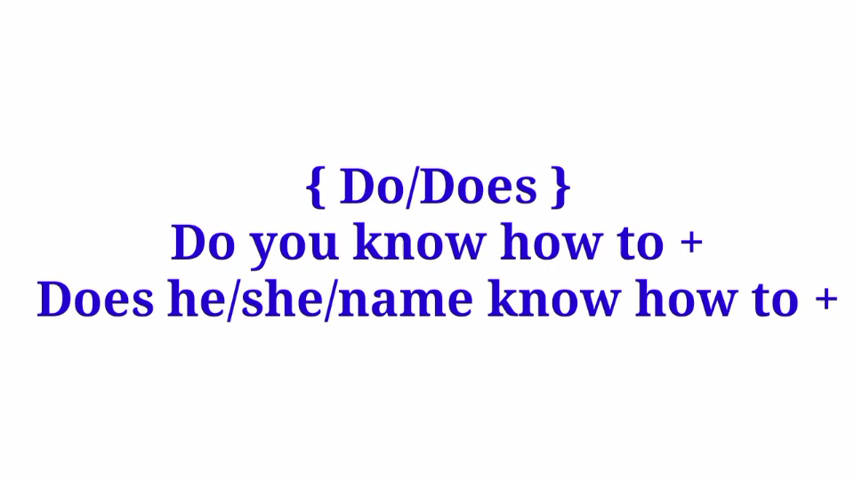 { Do/Does }
Do you know how to +
Does he/she/name know how to +